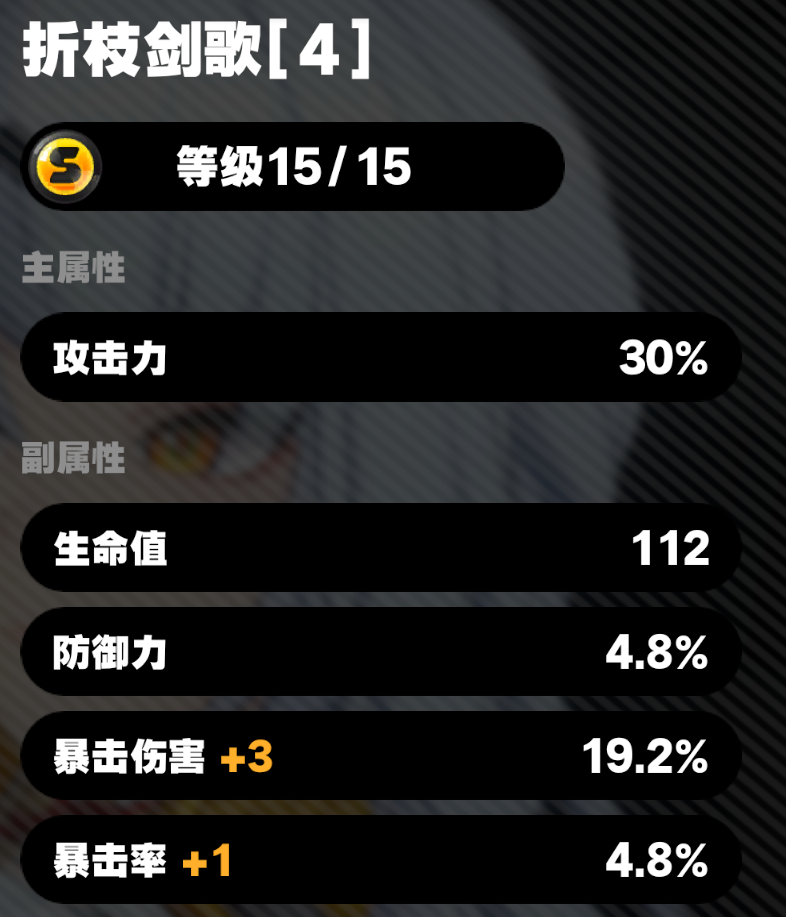 折枝剑歌[4]
S 等级15/15
主属性
攻击力 30%
副属性
生命值 112
防御力 4.8%
暴击伤害 +3 19.2%
暴击率 +1 4.8%